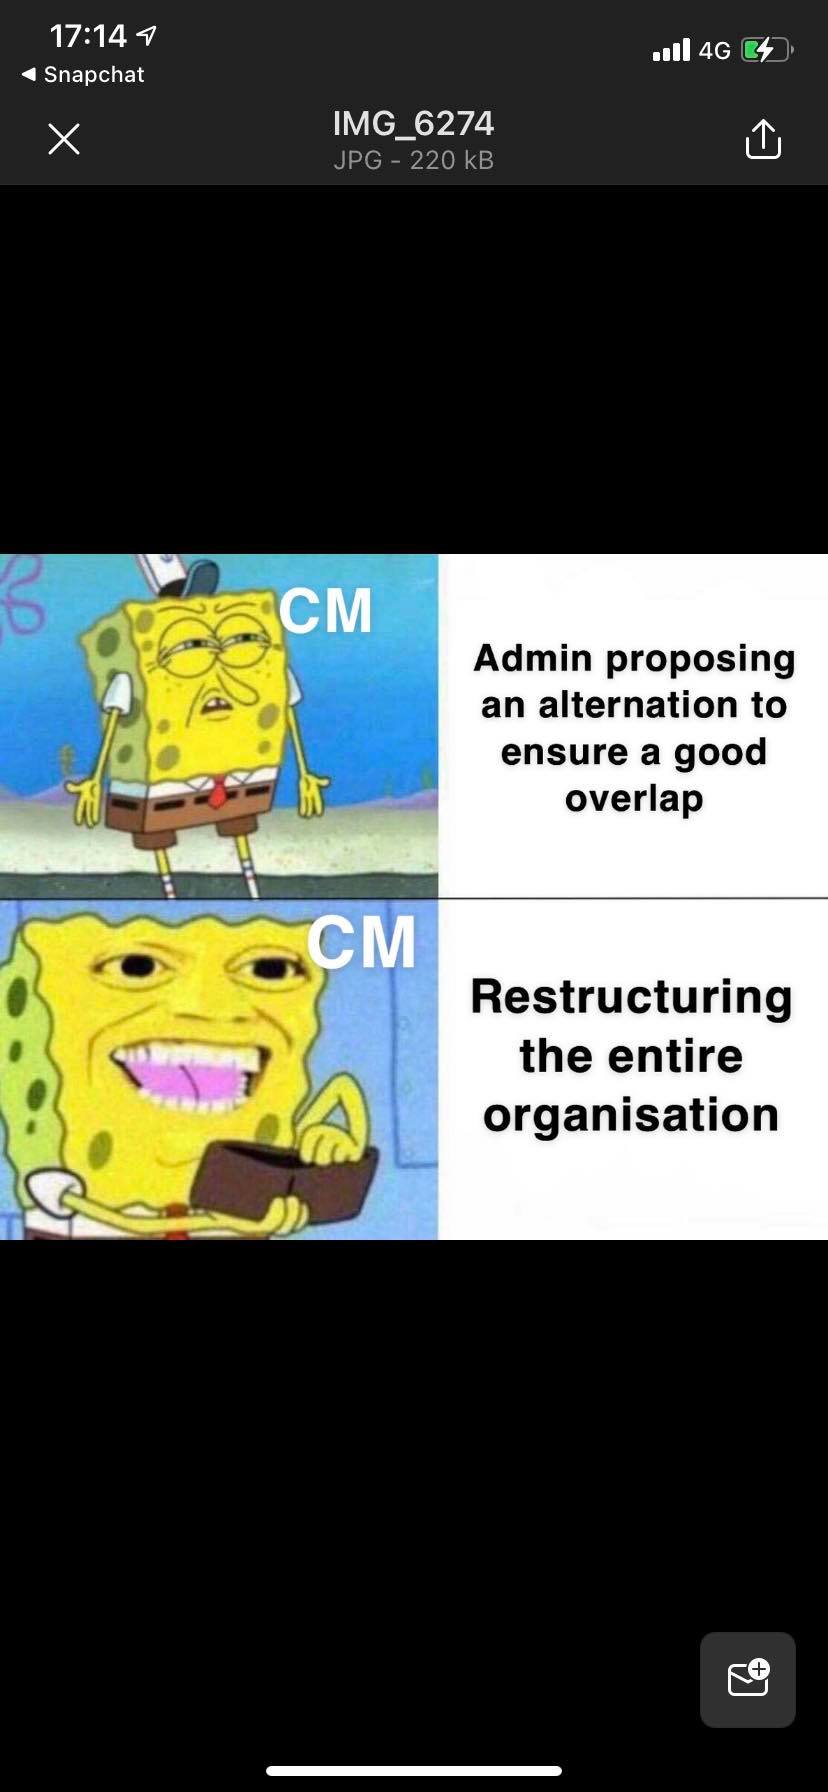 17:14
4G
Snapchat
IMG_6274
JPG - 220 kB
CM
Admin proposing
an alternation to
ensure a good
overlap
CM
Restructuring
the entire
organisation